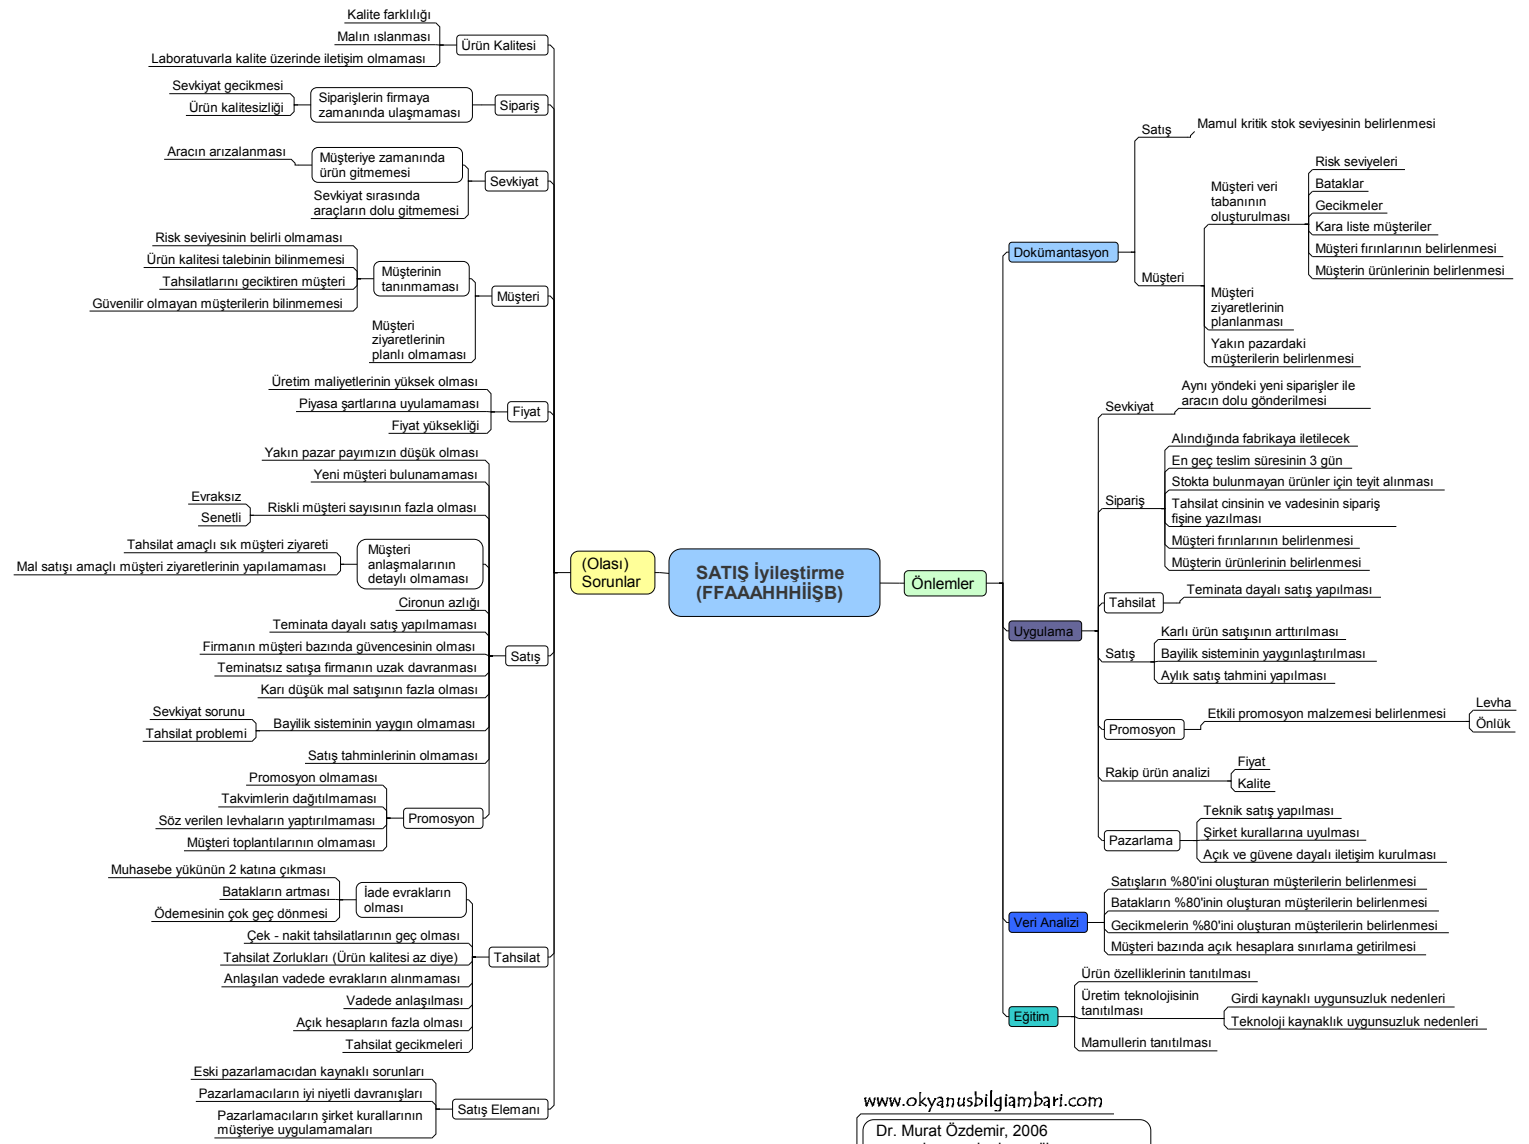 SATIŞ İyileştirme
(FFAAAHHHİİŞB)
(Olası)
Sorunlar
Ürün Kalitesi
Kalite farklılığı
Malın ıslanması
Laboratuvarla kalite üzerinde iletişim olmaması
Sipariş
Siparişlerin firmaya
zamanında ulaşmaması
Sevkiyat gecikmesi
Ürün kalitesizliği
Sevkiyat
Müşteriye zamanında
ürün gitmemesi
Aracın arızalanması
Sevkiyat sırasında
araçların dolu gitmemesi
Müşteri
Müşterinin
tanınmaması
Risk seviyesinin belirli olmaması
Ürün kalitesi talebinin bilinmemesi
Tahsilatlarını geciktiren müşteri
Güvenilir olmayan müşterilerin bilinmemesi
Müşteri
ziyaretlerinin
planlı olmaması
Fiyat
Üretim maliyetlerinin yüksek olması
Piyasa şartlarına uyulamaması
Fiyat yüksekliği
Satış
Yakın pazar payımızın düşük olması
Yeni müşteri bulunamaması
Riskli müşteri sayısının fazla olması
Evraksız
Senetli
Müşteri
anlaşmalarının
detaylı olmaması
Tahsilat amaçlı sık müşteri ziyareti
Mal satışı amaçlı müşteri ziyaretlerinin yapılamaması
Cironun azlığı
Teminata dayalı satış yapılmaması
Firmanın müşteri bazında güvencesinin olması
Teminatsız satışa firmanın uzak davranması
Karı düşük mal satışının fazla olması
Bayilik sisteminin yaygın olmaması
Sevkiyat sorunu
Tahsilat problemi
Satış tahminlerinin olmaması
Promosyon
Promosyon olmaması
Takvimlerin dağıtılmaması
Söz verilen levhaların yaptırılmaması
Müşteri toplantılarının olmaması
Tahsilat
İade evrakların
olması
Muhasebe yükünün 2 katına çıkması
Batakların artması
Ödemesinin çok geç dönmesi
Çek - nakit tahsilatlarının geç olması
Tahsilat Zorlukları (Ürün kalitesi az diye)
Anlaşılan vadede evrakların alınmaması
Vadede anlaşılması
Açık hesapların fazla olması
Tahsilat gecikmeleri
Satış Elemanı
Eski pazarlamacıdan kaynaklı sorunları
Pazarlamacıların iyi niyetli davranışları
Pazarlamacıların şirket kurallarının
müşteriye uygulamamaları
Önlemler
Dokümantasyon
Satış
Mamul kritik stok seviyesinin belirlenmesi
Müşteri
Müşteri veri
tabanının
oluşturulması
Risk seviyeleri
Bataklar
Gecikmeler
Kara liste müşteriler
Müşteri fırınlarının belirlenmesi
Müşterin ürünlerinin belirlenmesi
Müşteri
ziyaretlerinin
planlanması
Yakın pazardaki
müşterilerin belirlenmesi
Uygulama
Sevkiyat
Aynı yöndeki yeni siparişler ile
aracın dolu gönderilmesi
Sipariş
Alındığında fabrikaya iletilecek
En geç teslim süresinin 3 gün
Stokta bulunmayan ürünler için teyit alınması
Tahsilat cinsinin ve vadesinin sipariş
fişine yazılması
Müşteri fırınlarının belirlenmesi
Müşterin ürünlerinin belirlenmesi
Tahsilat
Teminata dayalı satış yapılması
Satış
Karlı ürün satışının arttırılması
Bayilik sisteminin yaygınlaştırılması
Aylık satış tahmini yapılması
Promosyon
Etkili promosyon malzemesi belirlenmesi
Levha
Önlük
Rakip ürün analizi
Fiyat
Kalite
Pazarlama
Teknik satış yapılması
Şirket kurallarına uyulması
Açık ve güvene dayalı iletişim kurulması
Veri Analizi
Satışların %80'ini oluşturan müşterilerin belirlenmesi
Batakların %80'inin oluşturan müşterilerin belirlenmesi
Gecikmelerin %80'ini oluşturan müşterilerin belirlenmesi
Müşteri bazında açık hesaplara sınırlama getirilmesi
Eğitim
Ürün özelliklerinin tanıtılması
Üretim teknolojisinin
tanıtılması
Girdi kaynaklı uygunsuzluk nedenleri
Teknoloji kaynaklık uygunsuzluk nedenleri
Mamullerin tanıtılması
www.okyanusbilgiambari.com
Dr. Murat Özdemir, 2006